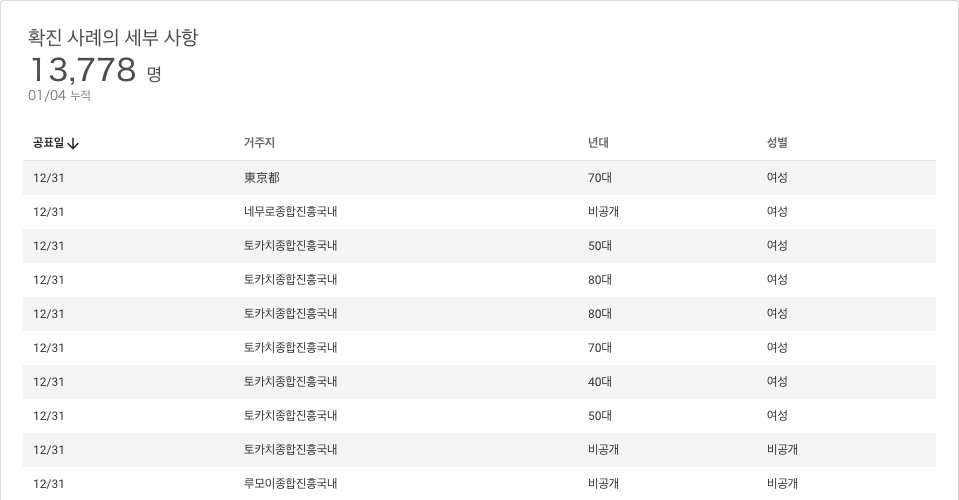 확진 사례의 세부 사항
13,778 명
01/04 누적
공표일 ↓ 거주지 년대 성별
12/31 東京都 70대 여성
12/31 네무로종합진흥국내 비공개 여성
12/31 토카치종합진흥국내 50대 여성
12/31 토카치종합진흥국내 80대 여성
12/31 토카치종합진흥국내 80대 여성
12/31 토카치종합진흥국내 70대 여성
12/31 토카치종합진흥국내 40대 여성
12/31 토카치종합진흥국내 50대 여성
12/31 토카치종합진흥국내 비공개 비공개
12/31 루모이종합진흥국내 비공개 비공개